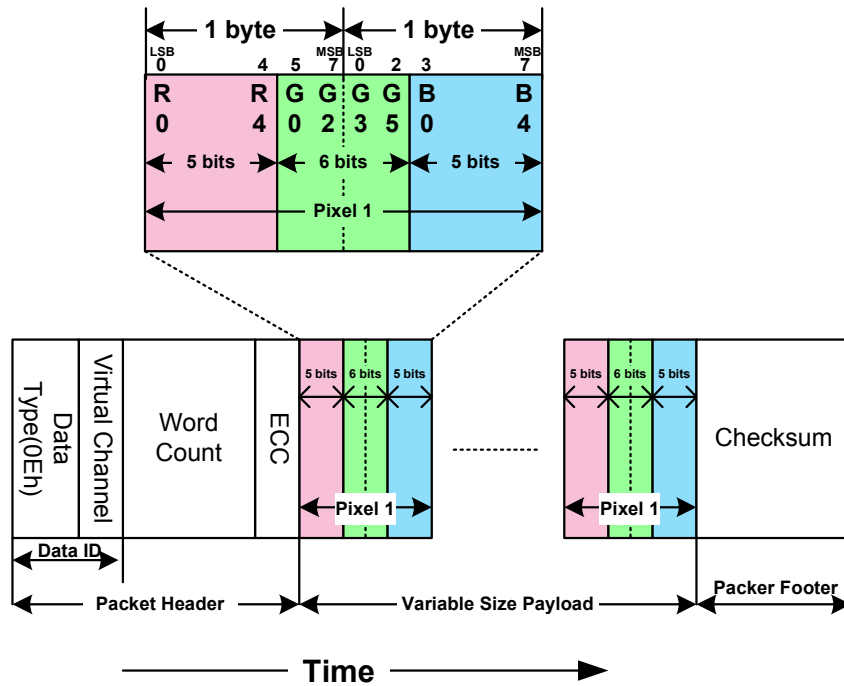 1 byte 1 byte
LSB MSB LSB MSB
0 4 5 7 0 2 3 7
R R G G G G B B
0 4 0 2 3 5 0 4
5 bits 6 bits 5 bits
Pixel 1
Data Type(0Eh)
Virtual Channel
Word Count
ECC
5 bits 6 bits 5 bits
Pixel 1
5 bits 6 bits 5 bits
Pixel 1
Checksum
Data ID
Packet Header Variable Size Payload Packer Footer
Time